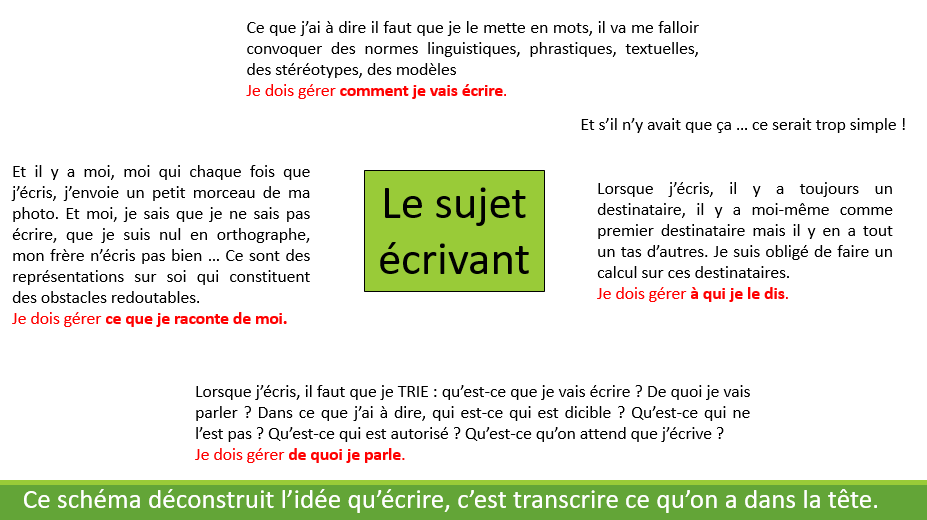 Ce que j’ai à dire il faut que je le mette en mots, il va me falloir
convoquer des normes linguistiques, phrastiques, textuelles,
des stéréotypes, des modèles
Je dois gérer comment je vais écrire.
Et s’il n’y avait que ça … ce serait trop simple !
Et il y a moi, moi qui chaque fois que
j’écris, j’envoie un petit morceau de ma
photo. Et moi, je sais que je ne sais pas
écrire, que je suis nul en orthographe,
mon frère n’écris pas bien … Ce sont des
représentations sur soi qui constituent
des obstacles redoutables.
Je dois gérer ce que je raconte de moi.
Le sujet
écrivant
Lorsque j’écris, il y a toujours un
destinataire, il y a moi-même comme
premier destinataire mais il y en a tout
un tas d’autres. Je suis obligé de faire un
calcul sur ces destinataires.
Je dois gérer à qui je le dis.
Lorsque j’écris, il faut que je TRIE : qu’est-ce que je vais écrire ? De quoi je vais
parler ? Dans ce que j’ai à dire, qui est-ce qui est dicible ? Qu’est-ce qui ne
l’est pas ? Qu’est-ce qui est autorisé ? Qu’est-ce qu’on attend que j’écrive ?
Je dois gérer de quoi je parle.
Ce schéma déconstruit l’idée qu’écrire, c’est transcrire ce qu’on a dans la tête.